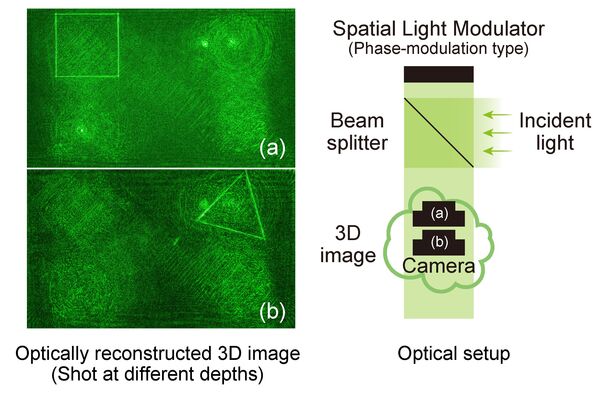 (a)
(b)
Optically reconstructed 3D image
(Shot at different depths)
Spatial Light Modulator
(Phase-modulation type)
Beam
splitter
Incident
light
3D
image
(a)
(b)
Camera
Optical setup